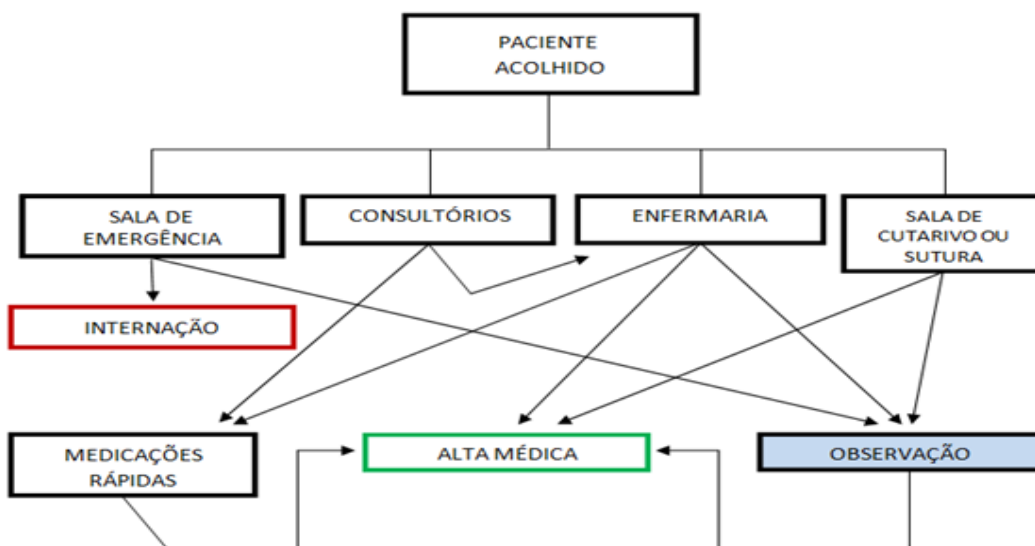 PACIENTE
ACOLHIDO
SALA DE
EMERGÊNCIA
CONSULTÓRIOS
ENFERMARIA
SALA DE
CUTARIVO OU
SUTURA
INTERNAÇÃO
MEDICAÇÕES
RÁPIDAS
ALTA MÉDICA
OBSERVAÇÃO